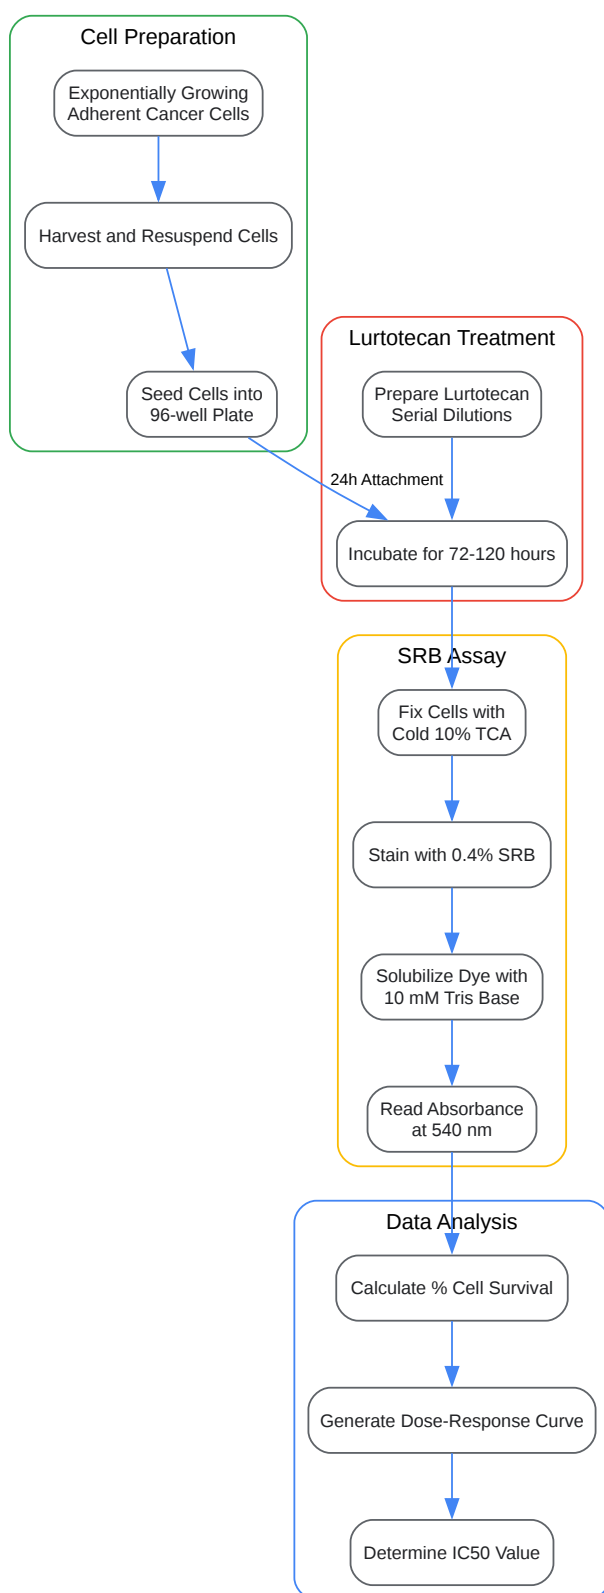 Cell Preparation
Exponentially Growing
Adherent Cancer Cells
Harvest and Resuspend Cells
Seed Cells into
96-well Plate
Lurtotecan Treatment
Prepare Lurtotecan
Serial Dilutions
24h Attachment
Incubate for 72-120 hours
SRB Assay
Fix Cells with
Cold 10% TCA
Stain with 0.4% SRB
Solubilize Dye with
10 mM Tris Base
Read Absorbance
at 540 nm
Data Analysis
Calculate % Cell Survival
Generate Dose-Response Curve
Determine IC50 Value